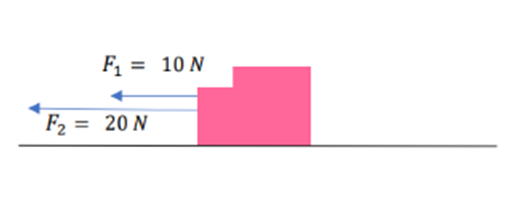 F₁ = 10 N
F₂ = 20 N